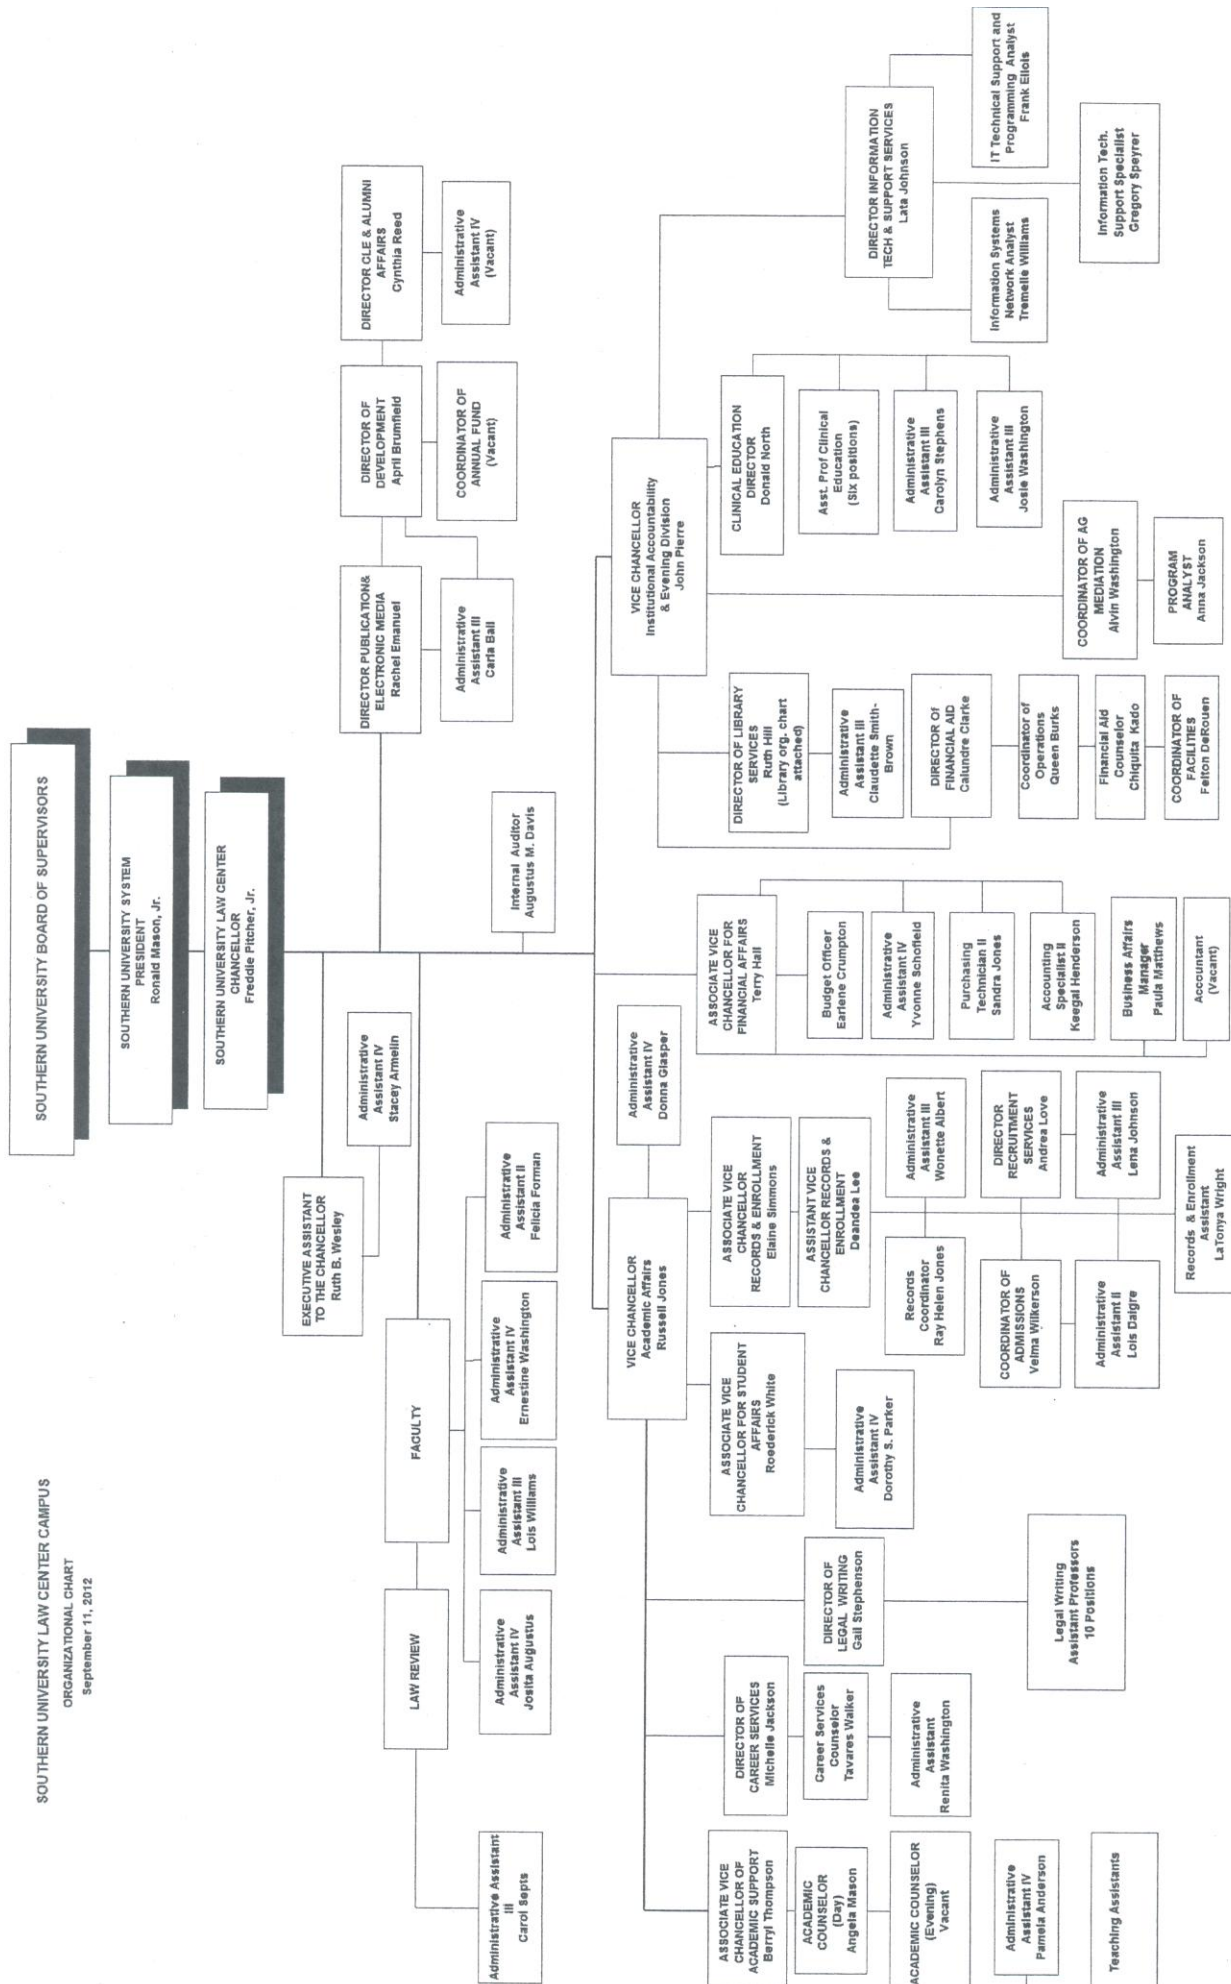 SOUTHERN UNIVERSITY LAW CENTER CAMPUS
ORGANIZATIONAL CHART
September 11, 2012
SOUTHERN UNIVERSITY BOARD OF SUPERVISORS
SOUTHERN UNIVERSITY SYSTEM
PRESIDENT
Ronald Mason, Jr.
SOUTHERN UNIVERSITY LAW CENTER
CHANCELLOR
Freddie Pitcher, Jr.
EXECUTIVE ASSISTANT
TO THE CHANCELLOR
Ruth B. Wesley
Administrative
Assistant IV
Stacey Armelin
DIRECTOR PUBLICATION&
ELECTRONIC MEDIA
Rachel Emanuel
DIRECTOR OF
DEVELOPMENT
April Brumfield
DIRECTOR CLE & ALUMNI
AFFAIRS
Cynthia Reed
Administrative
Assistant III
Carla Ball
COORDINATOR OF
ANNUAL FUND
(Vacant)
Administrative
Assistant IV
(Vacant)
LAW REVIEW
FACULTY
Administrative Assistant
III
Carol Septs
Administrative
Assistant IV
Josita Augustus
Administrative
Assistant III
Lois Williams
Administrative
Assistant IV
Ernestine Washington
Administrative
Assistant II
Felicia Forman
Internal Auditor
Augustus M. Davis
VICE CHANCELLOR
Academic Affairs
Russell Jones
Administrative
Assistant IV
Donna Glasper
VICE CHANCELLOR
Institutional Accountability
& Evening Division
John Pierre
ASSOCIATE VICE
CHANCELLOR OF
ACADEMIC SUPPORT
Berryl Thompson
ACADEMIC
COUNSELOR
(Day)
Angela Mason
ACADEMIC COUNSELOR
(Evening)
Vacant
Administrative
Assistant IV
Pamela Anderson
Teaching Assistants
DIRECTOR OF
CAREER SERVICES
Michelle Jackson
Career Services
Counselor
Tavares Walker
Administrative
Assistant
Renita Washington
DIRECTOR OF
LEGAL WRITING
Gail Stephenson
Legal Writing
Assistant Professors
10 Positions
ASSOCIATE VICE
CHANCELLOR FOR STUDENT
AFFAIRS
Roederick White
Administrative
Assistant IV
Dorothy S. Parker
ASSOCIATE VICE
CHANCELLOR
RECORDS & ENROLLMENT
Elaine Simmons
ASSISTANT VICE
CHANCELLOR RECORDS &
ENROLLMENT
Deandea Lee
Records
Coordinator
Ray Helen Jones
Administrative
Assistant III
Wonette Albert
COORDINATOR OF
ADMISSIONS
Velma Wilkerson
DIRECTOR
RECRUITMENT
SERVICES
Andrea Love
Administrative
Assistant II
Lois Daigre
Administrative
Assistant III
Lena Johnson
Records & Enrollment
Assistant
LaTonya Wright
ASSOCIATE VICE
CHANCELLOR FOR
FINANCIAL AFFAIRS
Terry Hall
Budget Officer
Earlene Crumpton
Administrative
Assistant IV
Yvonne Schofield
Purchasing
Technician II
Sandra Jones
Accounting
Specialist II
Keegal Henderson
Business Affairs
Manager
Paula Matthews
Accountant
(Vacant)
DIRECTOR OF LIBRARY
SERVICES
Ruth Hill
(Library org. chart
attached)
Administrative
Assistant III
Claudette Smith-
Brown
DIRECTOR OF
FINANCIAL AID
Calundre Clarke
Coordinator of
Operations
Queen Burks
Financial Aid
Counselor
Chiquita Kado
COORDINATOR OF
FACILITIES
Felton DeRouen
COORDINATOR OF AG
MEDIATION
Alvin Washington
PROGRAM
ANALYST
Anna Jackson
CLINICAL EDUCATION
DIRECTOR
Donald North
Asst. Prof Clinical
Education
(Six positions)
Administrative
Assistant III
Carolyn Stephens
Administrative
Assistant III
Josie Washington
DIRECTOR INFORMATION
TECH & SUPPORT SERVICES
Lata Johnson
Information Systems
Network Analyst
Tremelle Williams
IT Technical Support and
Programming Analyst
Frank Ellois
Information Tech.
Support Specialist
Gregory Speyrer